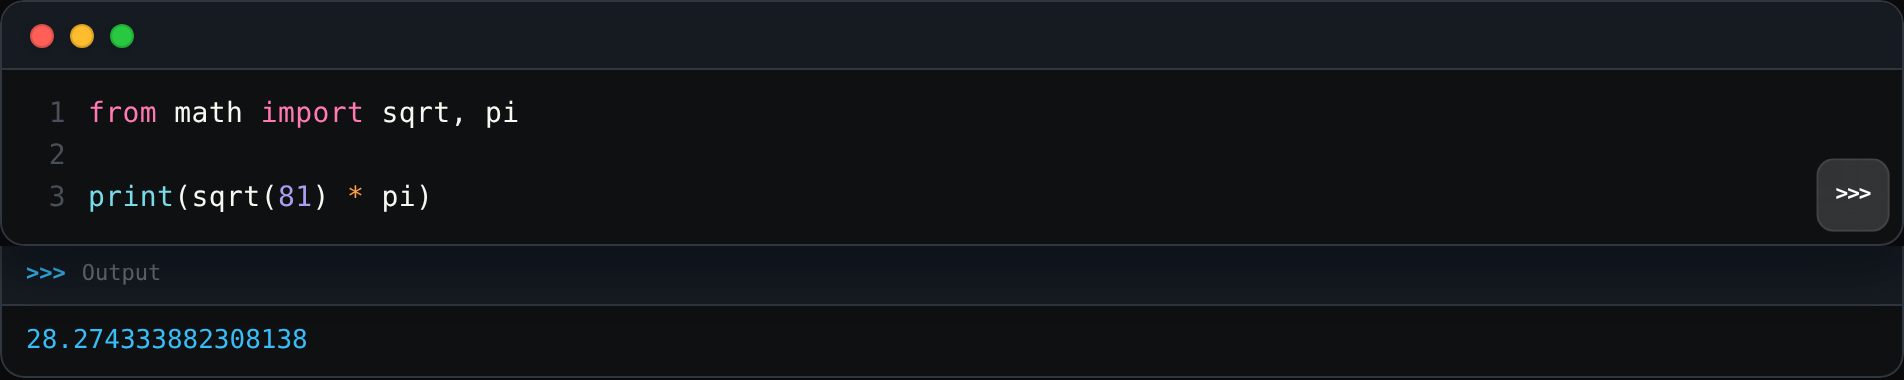 1 from math import sqrt, pi
2
3 print(sqrt(81) * pi)
>>>
>>> Output
28.274333882308138